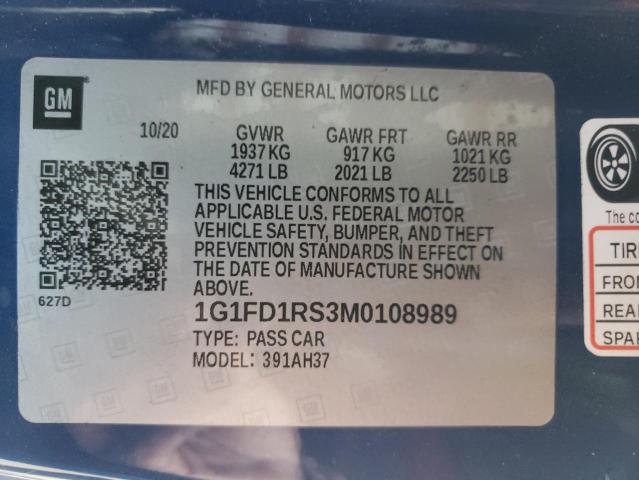 GM
MFD BY GENERAL MOTORS LLC
10/20 GVWR GAWR FRT GAWR RR
1937 KG 917 KG 1021 KG
4271 LB 2021 LB 2250 LB
THIS VEHICLE CONFORMS TO ALL
APPLICABLE U.S. FEDERAL MOTOR
VEHICLE SAFETY, BUMPER, AND THEFT
PREVENTION STANDARDS IN EFFECT ON
THE DATE OF MANUFACTURE SHOWN
ABOVE.
627D
1G1FD1RS3M0108989
TYPE: PASS CAR
MODEL: 391AH37
The co
TIR
FRO
REA
SPA